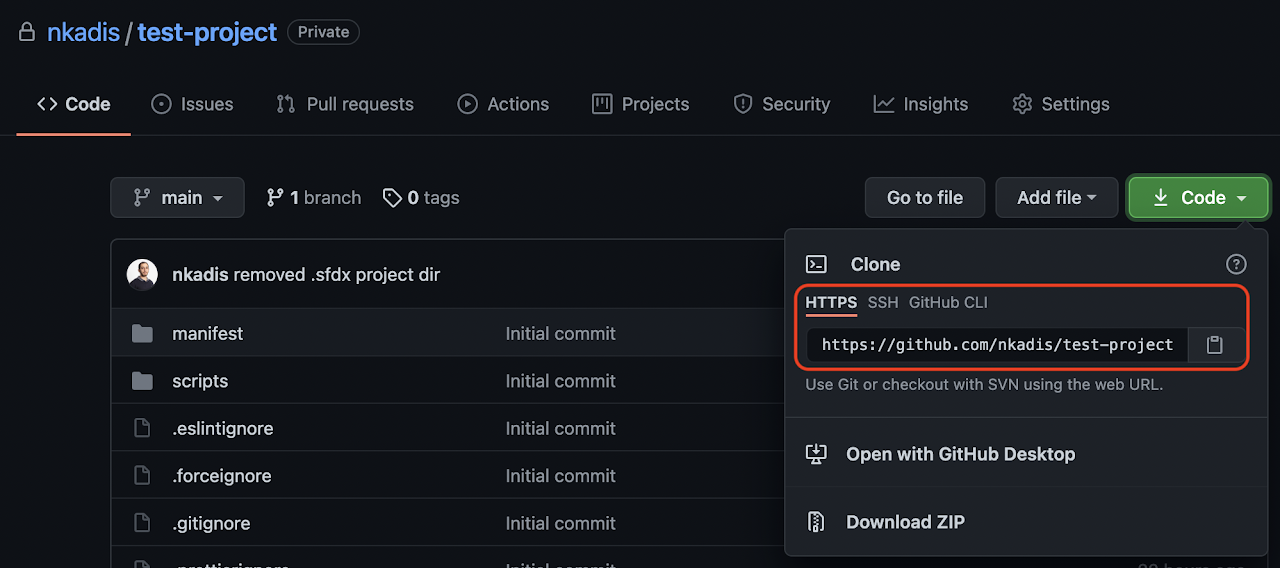 nkadis / test-project Private
Code Issues Pull requests Actions Projects Security Insights Settings
main 1 branch 0 tags Go to file Add file Code
nkadis removed .sfdx project dir
manifest Initial commit
scripts Initial commit
.eslintignore Initial commit
.forceignore Initial commit
.gitignore Initial commit
Clone
HTTPS SSH GitHub CLI
https://github.com/nkadis/test-project
Use Git or checkout with SVN using the web URL.
Open with GitHub Desktop
Download ZIP